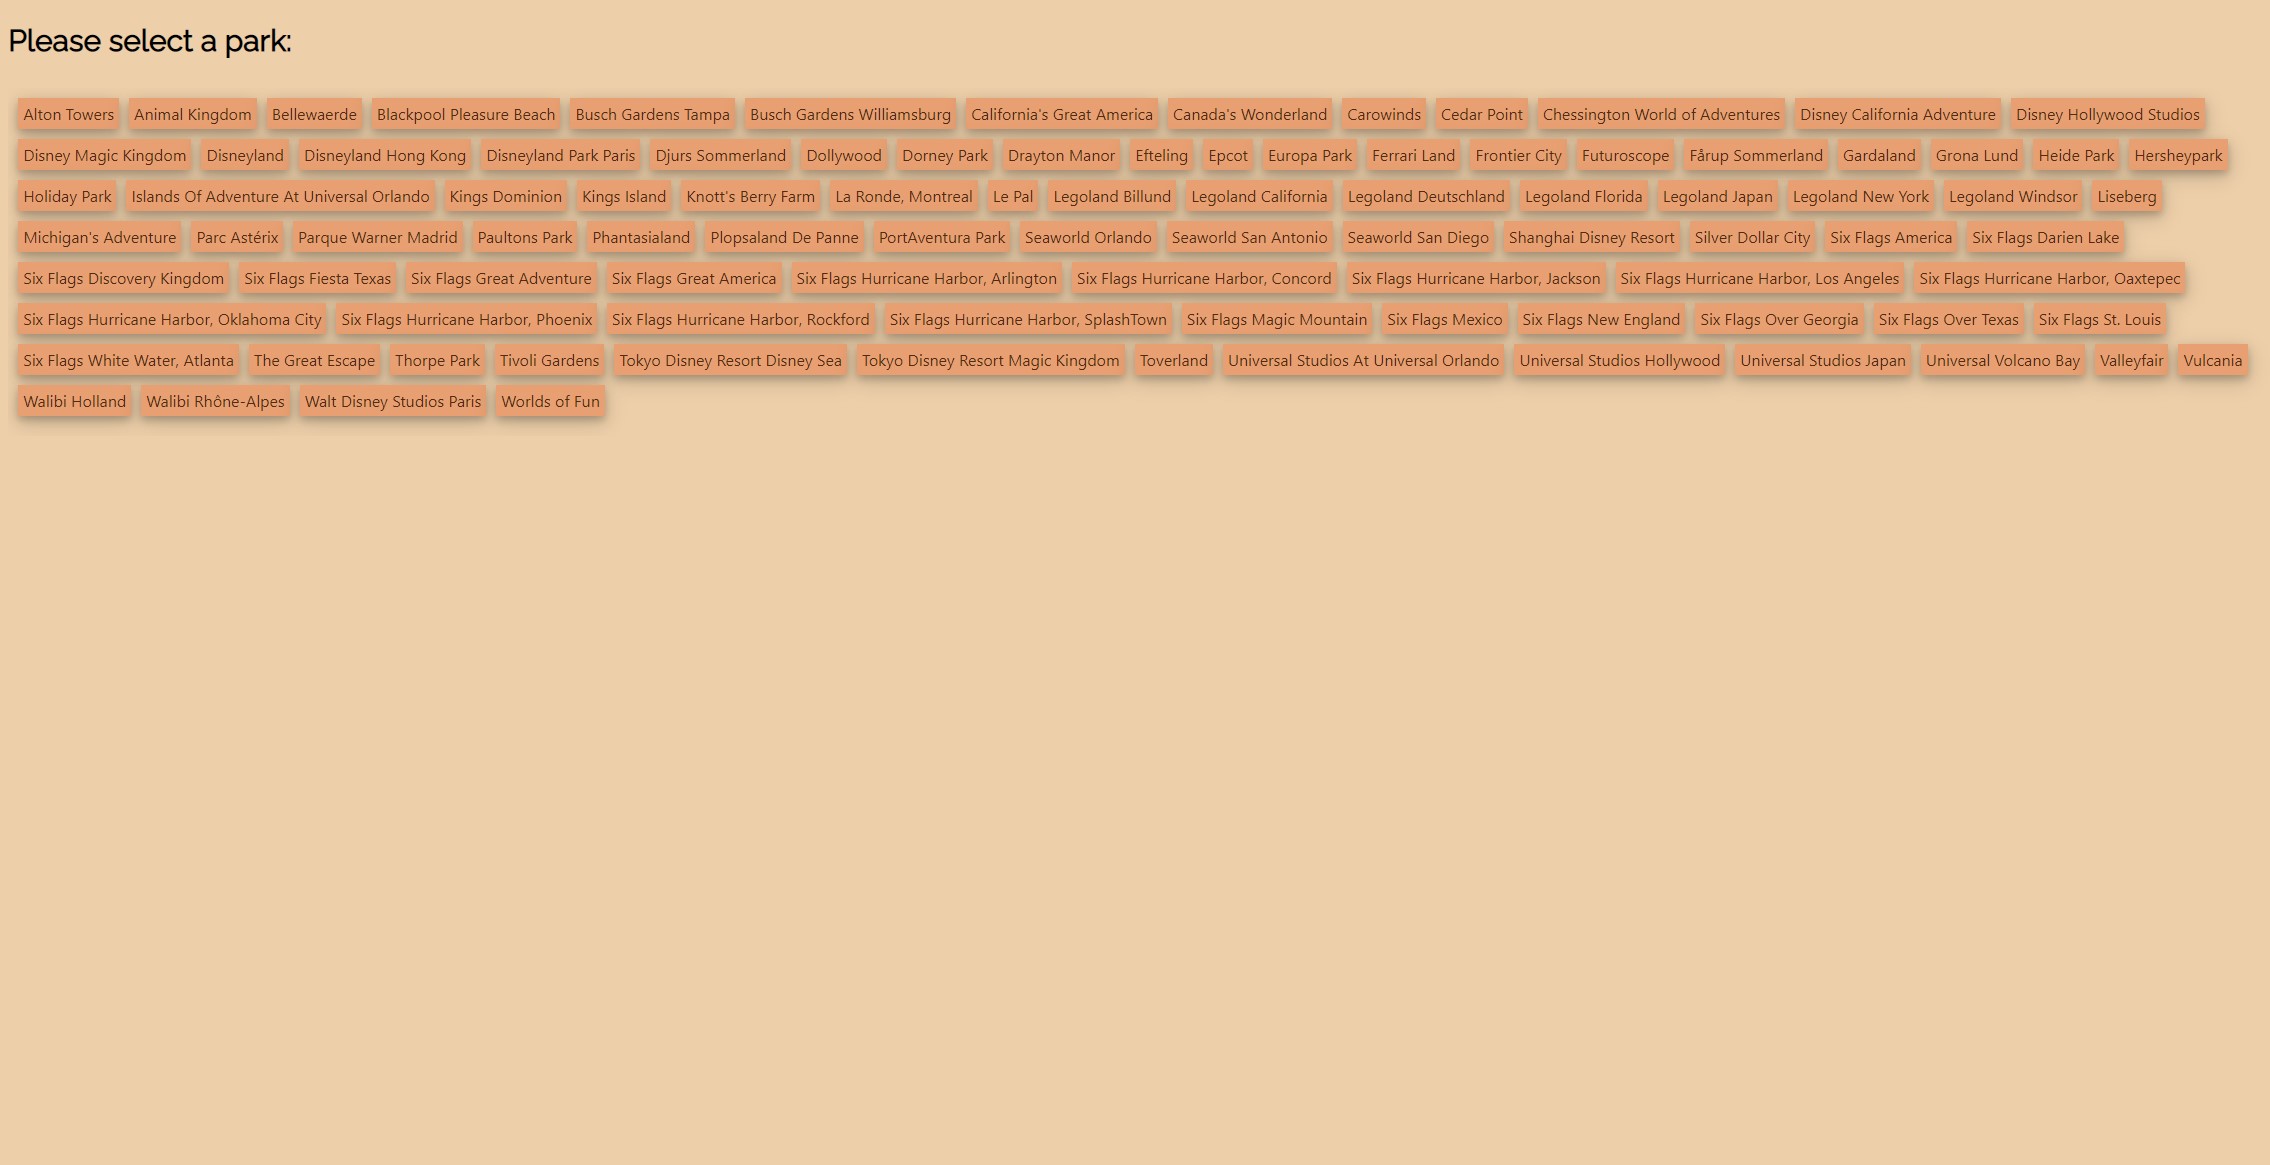 Please select a park:
Alton Towers Animal Kingdom Bellewaerde Blackpool Pleasure Beach Busch Gardens Tampa Busch Gardens Williamsburg California's Great America Canada's Wonderland Carowinds Cedar Point Chessington World of Adventures Disney California Adventure Disney Hollywood Studios
Disney Magic Kingdom Disneyland Disneyland Hong Kong Disneyland Park Paris Djurs Sommerland Dollywood Dorney Park Drayton Manor Efteling Epcot Europa Park Ferrari Land Frontier City Futuroscope Fårup Sommerland Gardaland Grona Lund Heide Park Hersheypark
Holiday Park Islands Of Adventure At Universal Orlando Kings Dominion Kings Island Knott's Berry Farm La Ronde, Montreal Le Pal Legoland Billund Legoland California Legoland Deutschland Legoland Florida Legoland Japan Legoland New York Legoland Windsor Liseberg
Michigan's Adventure Parc Astérix Parque Warner Madrid Paultons Park Phantasialand Plopsaland De Panne PortAventura Park Seaworld Orlando Seaworld San Antonio Seaworld San Diego Shanghai Disney Resort Silver Dollar City Six Flags America Six Flags Darien Lake
Six Flags Discovery Kingdom Six Flags Fiesta Texas Six Flags Great Adventure Six Flags Great America Six Flags Hurricane Harbor, Arlington Six Flags Hurricane Harbor, Concord Six Flags Hurricane Harbor, Jackson Six Flags Hurricane Harbor, Los Angeles Six Flags Hurricane Harbor, Oaxtepec
Six Flags Hurricane Harbor, Oklahoma City Six Flags Hurricane Harbor, Phoenix Six Flags Hurricane Harbor, Rockford Six Flags Hurricane Harbor, SplashTown Six Flags Magic Mountain Six Flags Mexico Six Flags New England Six Flags Over Georgia Six Flags Over Texas Six Flags St. Louis
Six Flags White Water, Atlanta The Great Escape Thorpe Park Tivoli Gardens Tokyo Disney Resort Disney Sea Tokyo Disney Resort Magic Kingdom Toverland Universal Studios At Universal Orlando Universal Studios Hollywood Universal Studios Japan Universal Volcano Bay Valleyfair Vulcania
Walibi Holland Walibi Rhône-Alpes Walt Disney Studios Paris Worlds of Fun